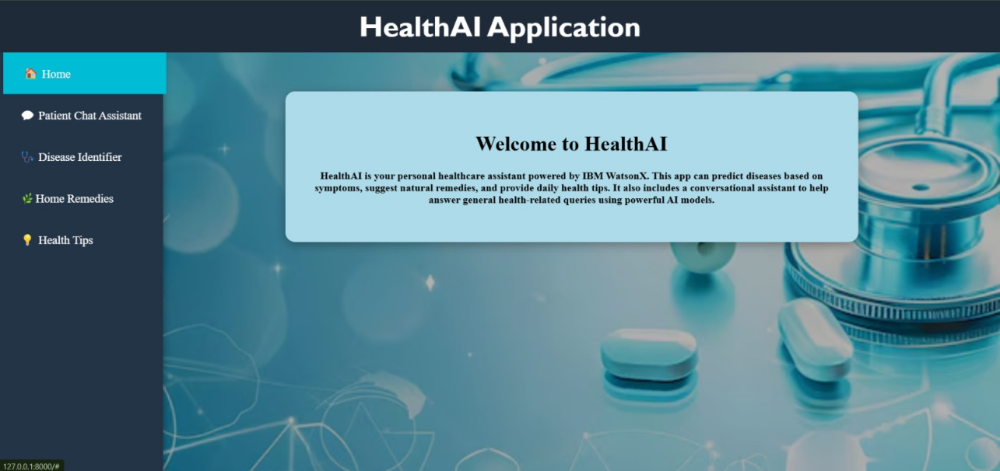 HealthAI Application
Home
Patient Chat Assistant
Disease Identifier
Home Remedies
Health Tips
Welcome to HealthAI
HealthAI is your personal healthcare assistant powered by IBM WatsonX. This app can predict diseases based on
symptoms, suggest natural remedies, and provide daily health tips. It also includes a conversational assistant to help
answer general health-related queries using powerful AI models.
127.0.0.1:8000/#